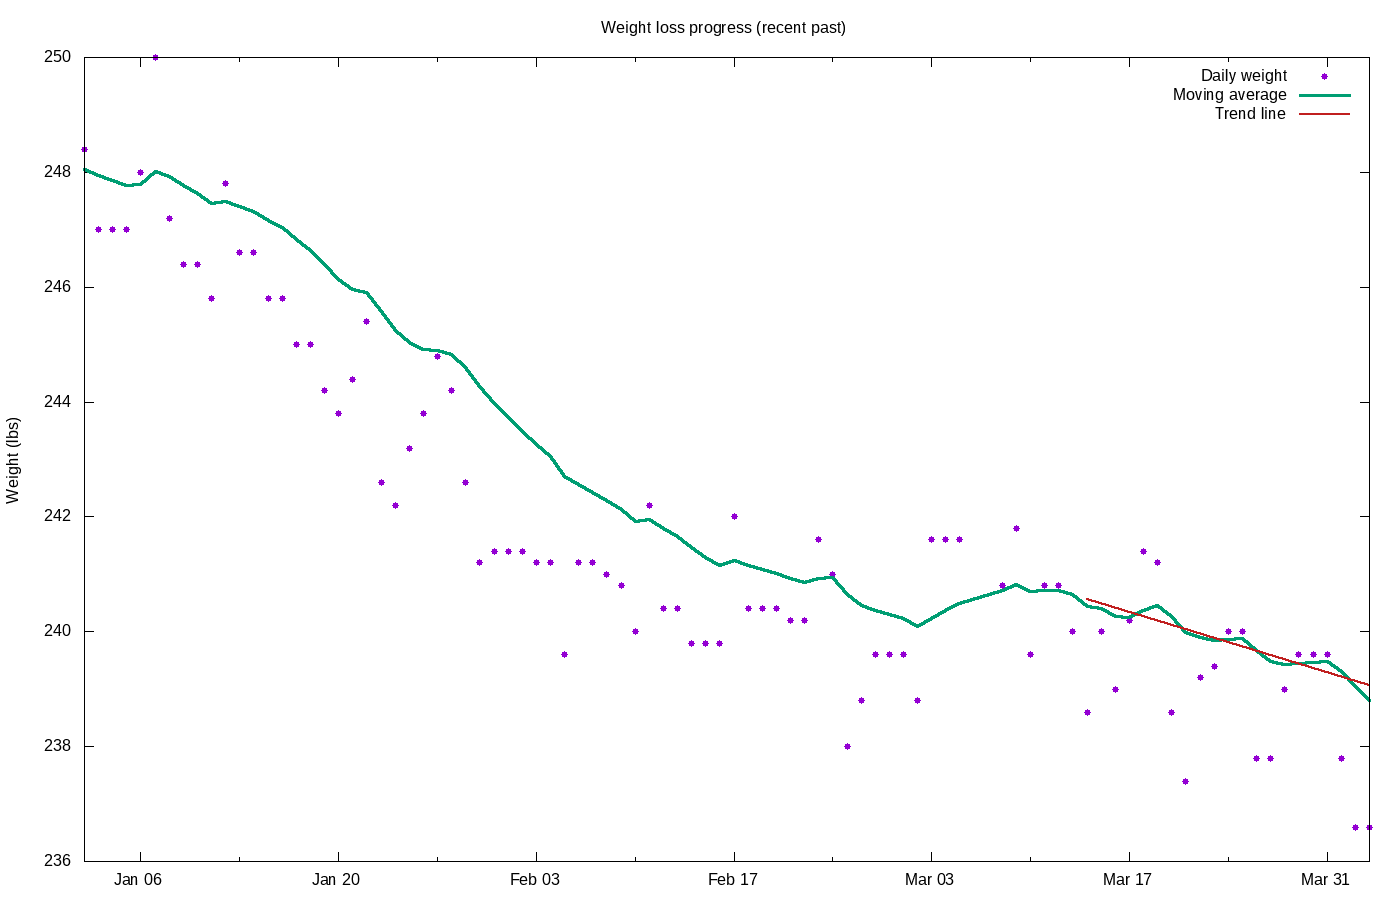 Weight loss progress (recent past)
250
248
246
244
242
240
238
236
Weight (lbs)
Daily weight
Moving average
Trend line
Jan 06
Jan 20
Feb 03
Feb 17
Mar 03
Mar 17
Mar 31